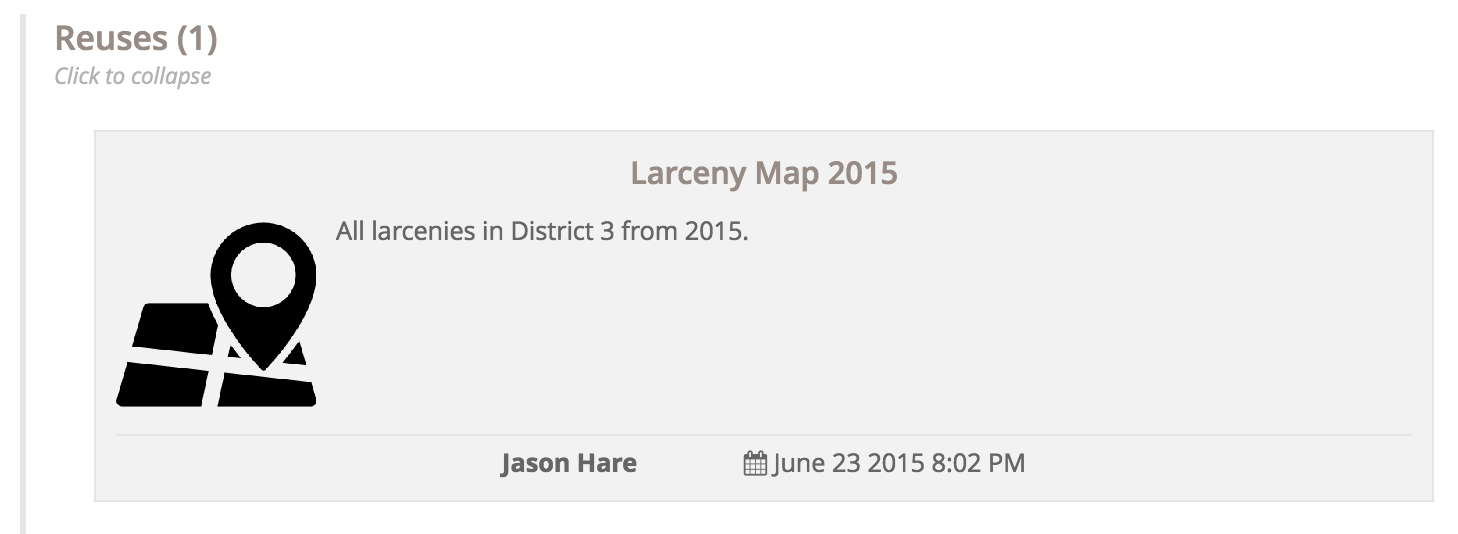 Reuses (1)
Click to collapse
Larceny Map 2015
All larcenies in District 3 from 2015.
Jason Hare June 23 2015 8:02 PM